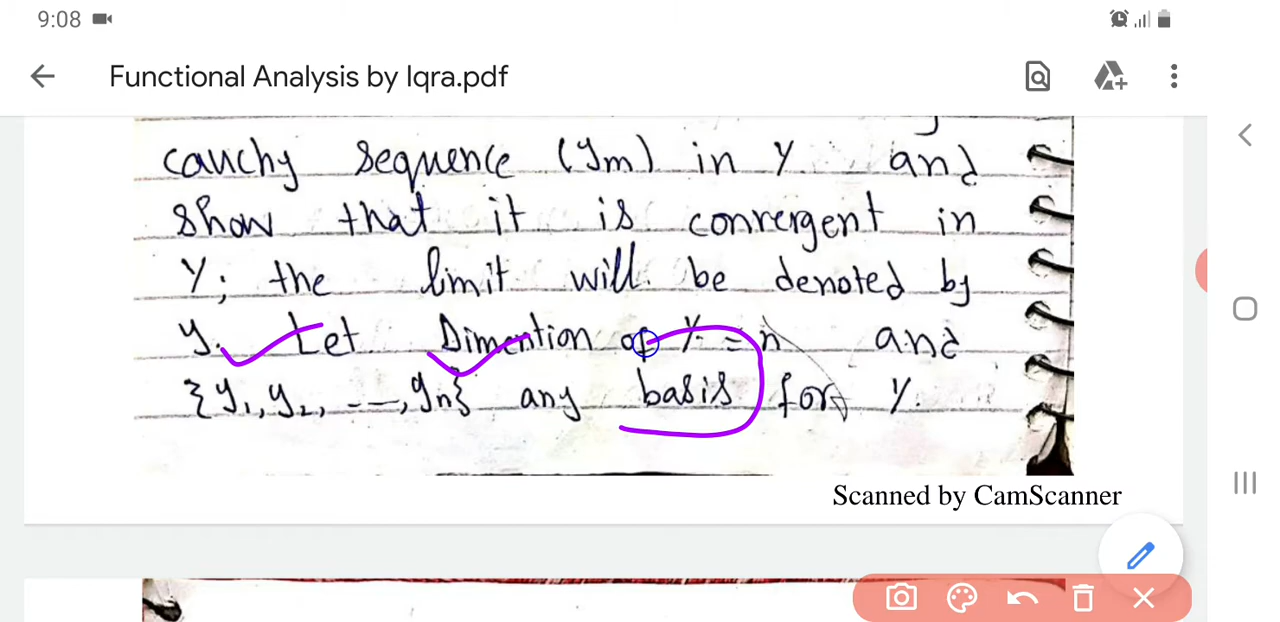 9:08
Functional Analysis by Iqra.pdf
cauchy sequence (ym) in Y and
show that it is convergent in
Y; the limit will be denoted by
y. Let Dimention of Y = n and
{y1, y2, ---, yn} any basis for Y.
Scanned by CamScanner